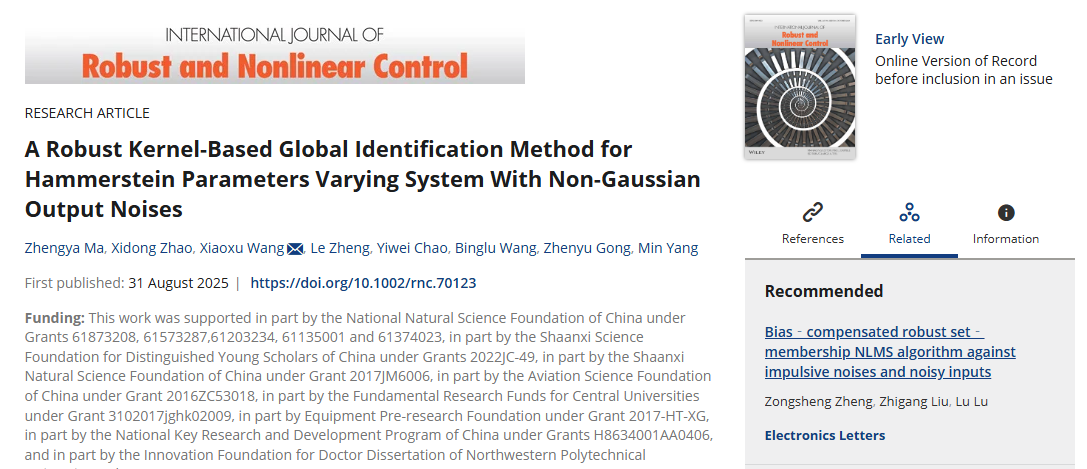 INTERNATIONAL JOURNAL OF
Robust and Nonlinear Control
RESEARCH ARTICLE
A Robust Kernel-Based Global Identification Method for
Hammerstein Parameters Varying System With Non-Gaussian
Output Noises
Zhengya Ma, Xidong Zhao, Xiaoxu Wang, Le Zheng, Yiwei Chao, Binglu Wang, Zhenyu Gong, Min Yang
First published: 31 August 2025 | https://doi.org/10.1002/rnc.70123
Funding: This work was supported in part by the National Natural Science Foundation of China under
Grants 61873208, 61573287,61203234, 61135001 and 61374023, in part by the Shaanxi Science
Foundation for Distinguished Young Scholars of China under Grants 2022JC-49, in part by the Shaanxi
Natural Science Foundation of China under Grant 2017JM6006, in part by the Aviation Science Foundation
of China under Grant 2016ZC53018, in part by the Fundamental Research Funds for Central Universities
under Grant 3102017jghk02009, in part by Equipment Pre-research Foundation under Grant 2017-HT-XG,
in part by the National Key Research and Development Program of China under Grants H8634001AA0406,
and in part by the Innovation Foundation for Doctor Dissertation of Northwestern Polytechnical
INTERNATIONAL JOURNAL OF
Robust and
Nonlinear Control
WILEY
Early View
Online Version of Record
before inclusion in an issue
References
Related
Information
Recommended
Bias‐compensated robust set‐
membership NLMS algorithm against
impulsive noises and noisy inputs
Zongsheng Zheng, Zhigang Liu, Lu Lu
Electronics Letters